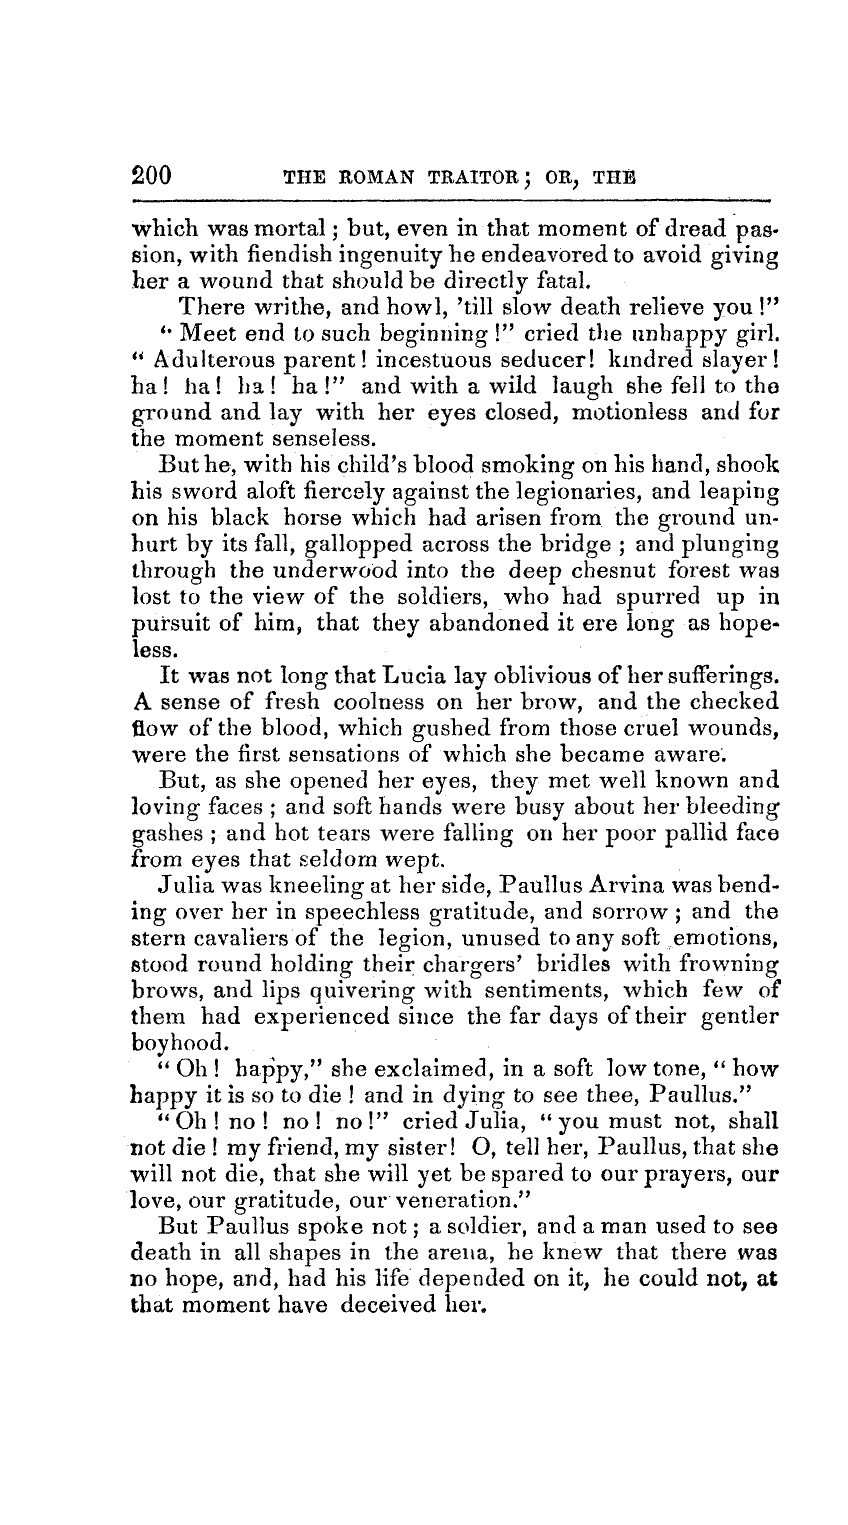 200 THE ROMAN TRAITOR; OR, THE
which was mortal; but, even in that moment of dread pas-
sion, with fiendish ingenuity he endeavored to avoid giving
her a wound that should be directly fatal.
There writhe, and howl, 'till slow death relieve you!"
"Meet end to such beginning!" cried the unhappy girl.
"Adulterous parent! incestuous seducer! kindred slayer!
ha! ha! ha! ha!" and with a wild laugh she fell to the
ground and lay with her eyes closed, motionless and for
the moment senseless.
But he, with his child's blood smoking on his hand, shook
his sword aloft fiercely against the legionaries, and leaping
on his black horse which had arisen from the ground un-
hurt by its fall, gallopped across the bridge; and plunging
through the underwood into the deep chesnut forest was
lost to the view of the soldiers, who had spurred up in
pursuit of him, that they abandoned it ere long as hope-
less.
It was not long that Lucia lay oblivious of her sufferings.
A sense of fresh coolness on her brow, and the checked
flow of the blood, which gushed from those cruel wounds,
were the first sensations of which she became aware.
But, as she opened her eyes, they met well known and
loving faces; and soft hands were busy about her bleeding
gashes; and hot tears were falling on her poor pallid face
from eyes that seldom wept.
Julia was kneeling at her side, Paullus Arvina was bend-
ing over her in speechless gratitude, and sorrow; and the
stern cavaliers of the legion, unused to any soft emotions,
stood round holding their chargers' bridles with frowning
brows, and lips quivering with sentiments, which few of
them had experienced since the far days of their gentler
boyhood.
"Oh! happy," she exclaimed, in a soft low tone, "how
happy it is so to die! and in dying to see thee, Paullus."
"Oh! no! no! no!" cried Julia, "you must not, shall
not die! my friend, my sister! O, tell her, Paullus, that she
will not die, that she will yet be spared to our prayers, our
love, our gratitude, our veneration."
But Paullus spoke not; a soldier, and a man used to see
death in all shapes in the arena, he knew that there was
no hope, and, had his life depended on it, he could not, at
that moment have deceived her.